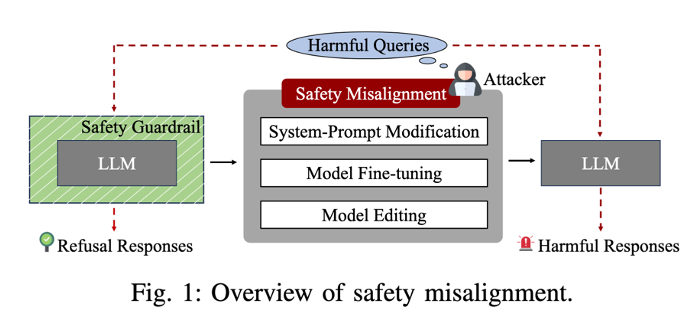 Harmful Queries
Attacker
Safety Misalignment
Safety Guardrail
LLM
System-Prompt Modification
Model Fine-tuning
Model Editing
LLM
Refusal Responses
Harmful Responses
Fig. 1: Overview of safety misalignment.